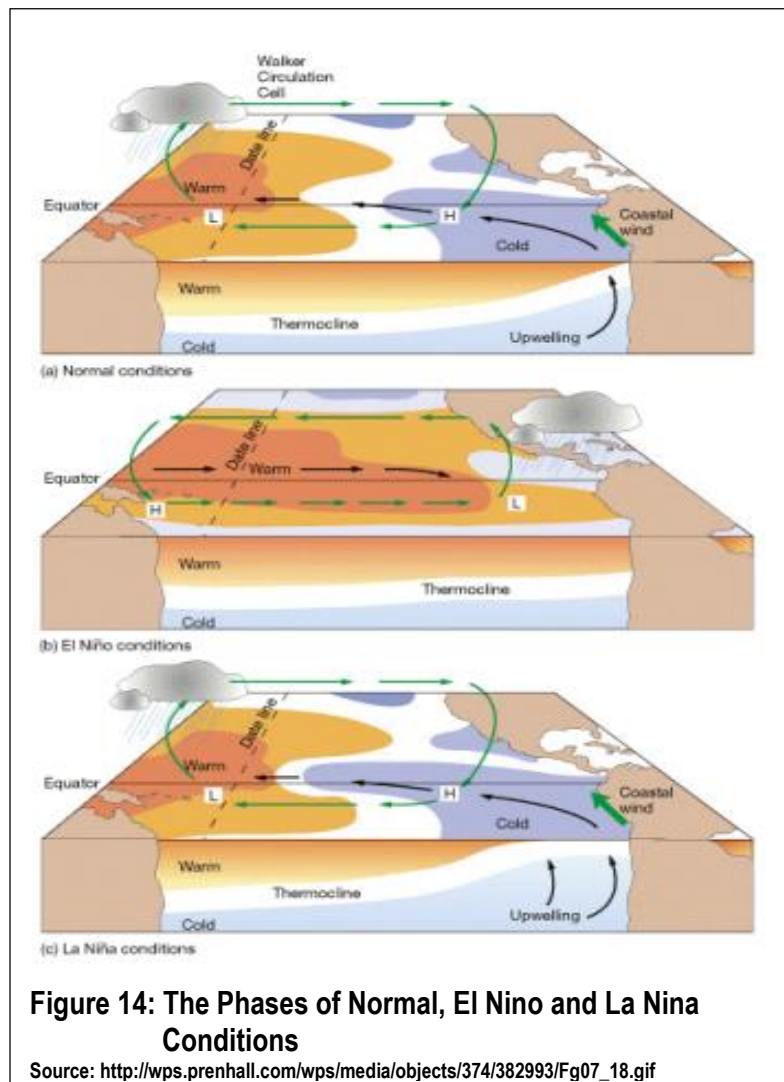 Walker
Circulation
Cell
Date line
Warm
Equator
L
H
Coastal
wind
Cold
Warm
Thermocline
Upwelling
Cold
(a) Normal conditions
Date line
Warm
Equator
H
L
Warm
Thermocline
Cold
(b) El Niño conditions
Date line
Warm
Equator
L
H
Coastal
wind
Cold
Warm
Thermocline
Upwelling
Cold
(c) La Niña conditions
Figure 14: The Phases of Normal, El Nino and La Nina
Conditions
Source: http://wps.prenhall.com/wps/media/objects/374/382993/Fg07_18.gif